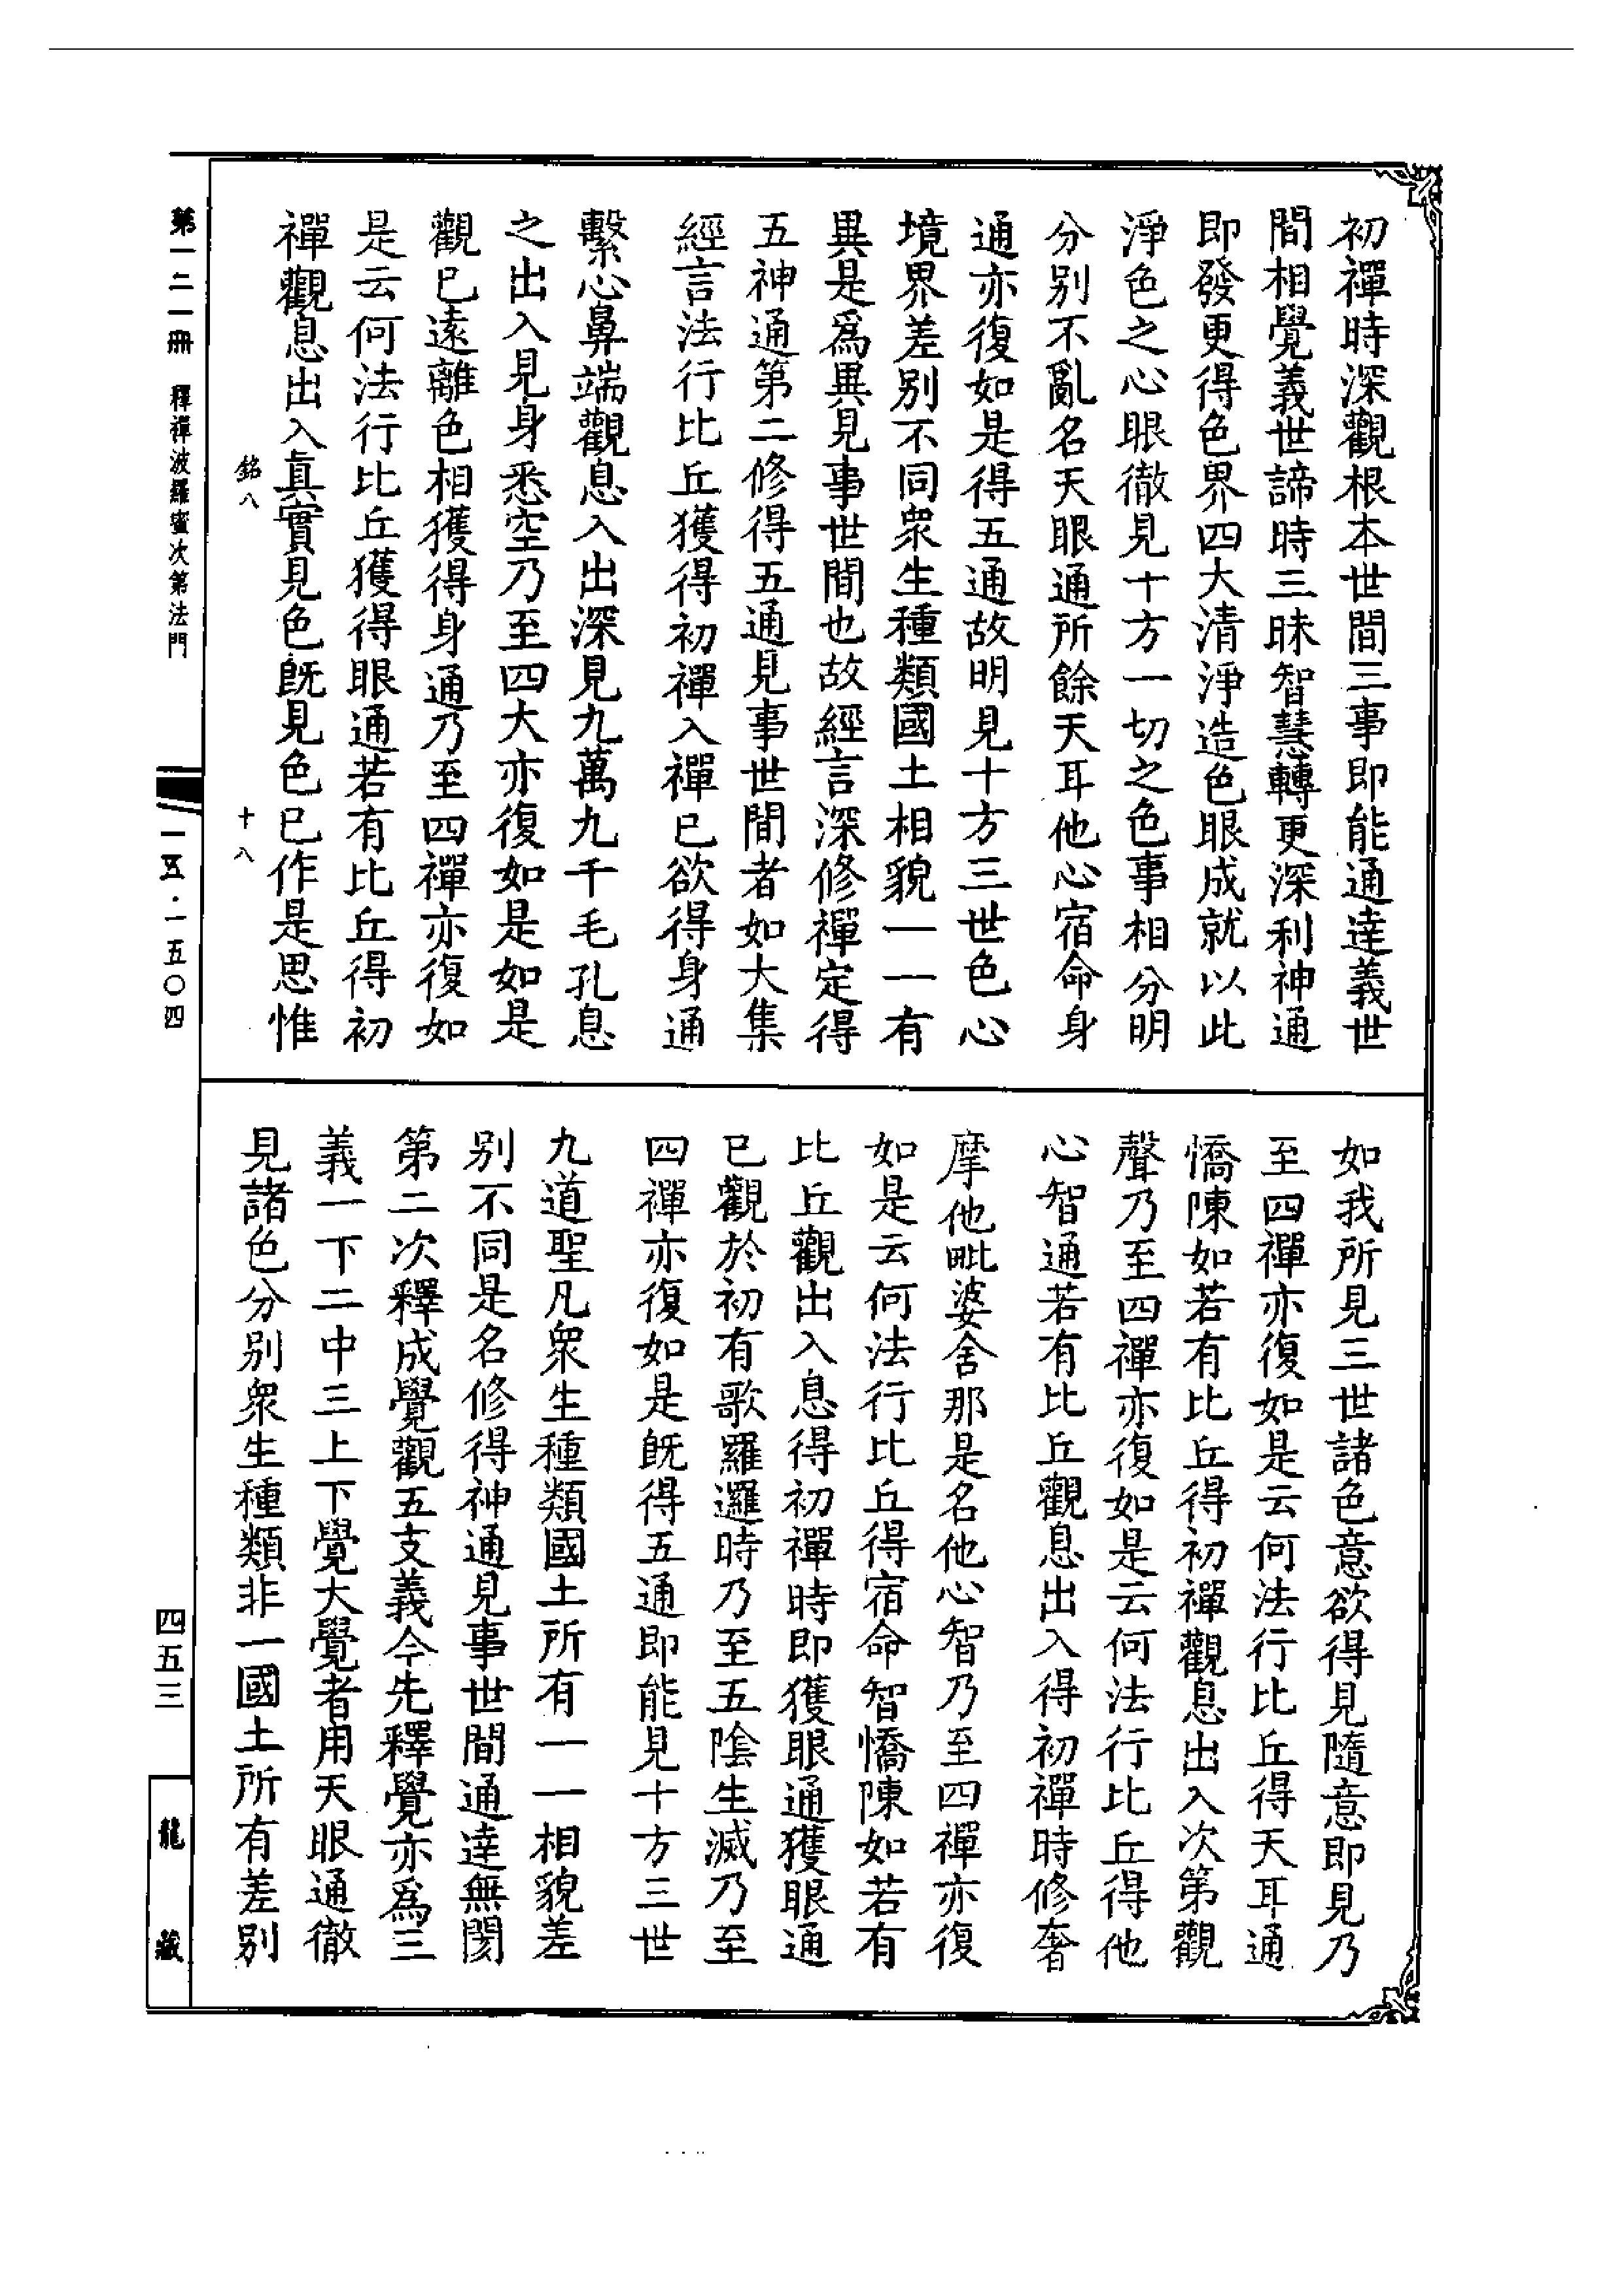 初禪時深觀根本世間三事即能通達義世
間相覺義世諦時三昧智慧轉更深利神通
即發更得色界四大清淨造色眼成就以此
淨色之心眼徹見十方一切之色事相分明
分别不亂名天眼通所餘天耳他心宿命身
通亦復如是得五通故明見十方三世色心
境界差别不同衆生種類國土相貌一一有
異是爲異見事世間也故經言深修禪定得
五神通第二修得五通見事世間者如大集
經言法行比丘獲得初禪入禪已欲得身通
繫心鼻端觀息入出深見九萬九千毛孔息
之出入見身悉空乃至四大亦復如是如是
觀已遠離色相獲得身通乃至四禪亦復如
是云何法行比丘獲得眼通若有比丘得初
禪觀息出入真實見色既見色已作是思惟
銘八 十八
如我所見三世諸色意欲得見隨意即見乃
至四禪亦復如是云何法行比丘得天耳通
憍陳如若有比丘得初禪觀息出入次第觀
聲乃至四禪亦復如是云何法行比丘得他
心智通若有比丘觀息出入得初禪時修奢
摩他毗婆舍那是名他心智乃至四禪亦復
如是云何法行比丘得宿命智憍陳如若有
比丘觀出入息得初禪時即獲眼通獲眼通
已觀於初有歌羅邏時乃至五陰生滅乃至
四禪亦復如是既得五通即能見十方三世
九道聖凡衆生種類國土所有一一相貌差
别不同是名修得神通見事世間通達無閡
第二次釋成覺觀五支義今先釋覺亦爲三
義一下二中三上下覺大覺者用天眼通徹
見諸色分别衆生種類非一國土所有差别
第一二一冊 釋禪波羅蜜次第法門
一五·一五〇四
四五三
龍藏